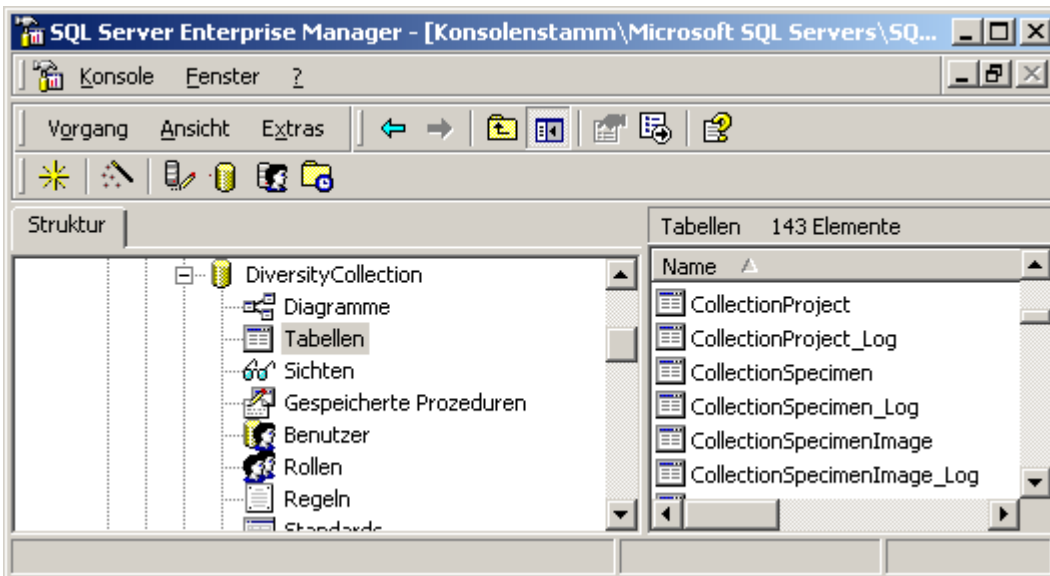 SQL Server Enterprise Manager - [Konsolenstamm\Microsoft SQL Servers\SQ...
Konsole Fenster ?
Vorgang Ansicht Extras
Struktur
Tabellen 143 Elemente
DiversityCollection
Diagramme
Tabellen
Sichten
Gespeicherte Prozeduren
Benutzer
Rollen
Regeln
Standards
Name
CollectionProject
CollectionProject_Log
CollectionSpecimen
CollectionSpecimen_Log
CollectionSpecimenImage
CollectionSpecimenImage_Log